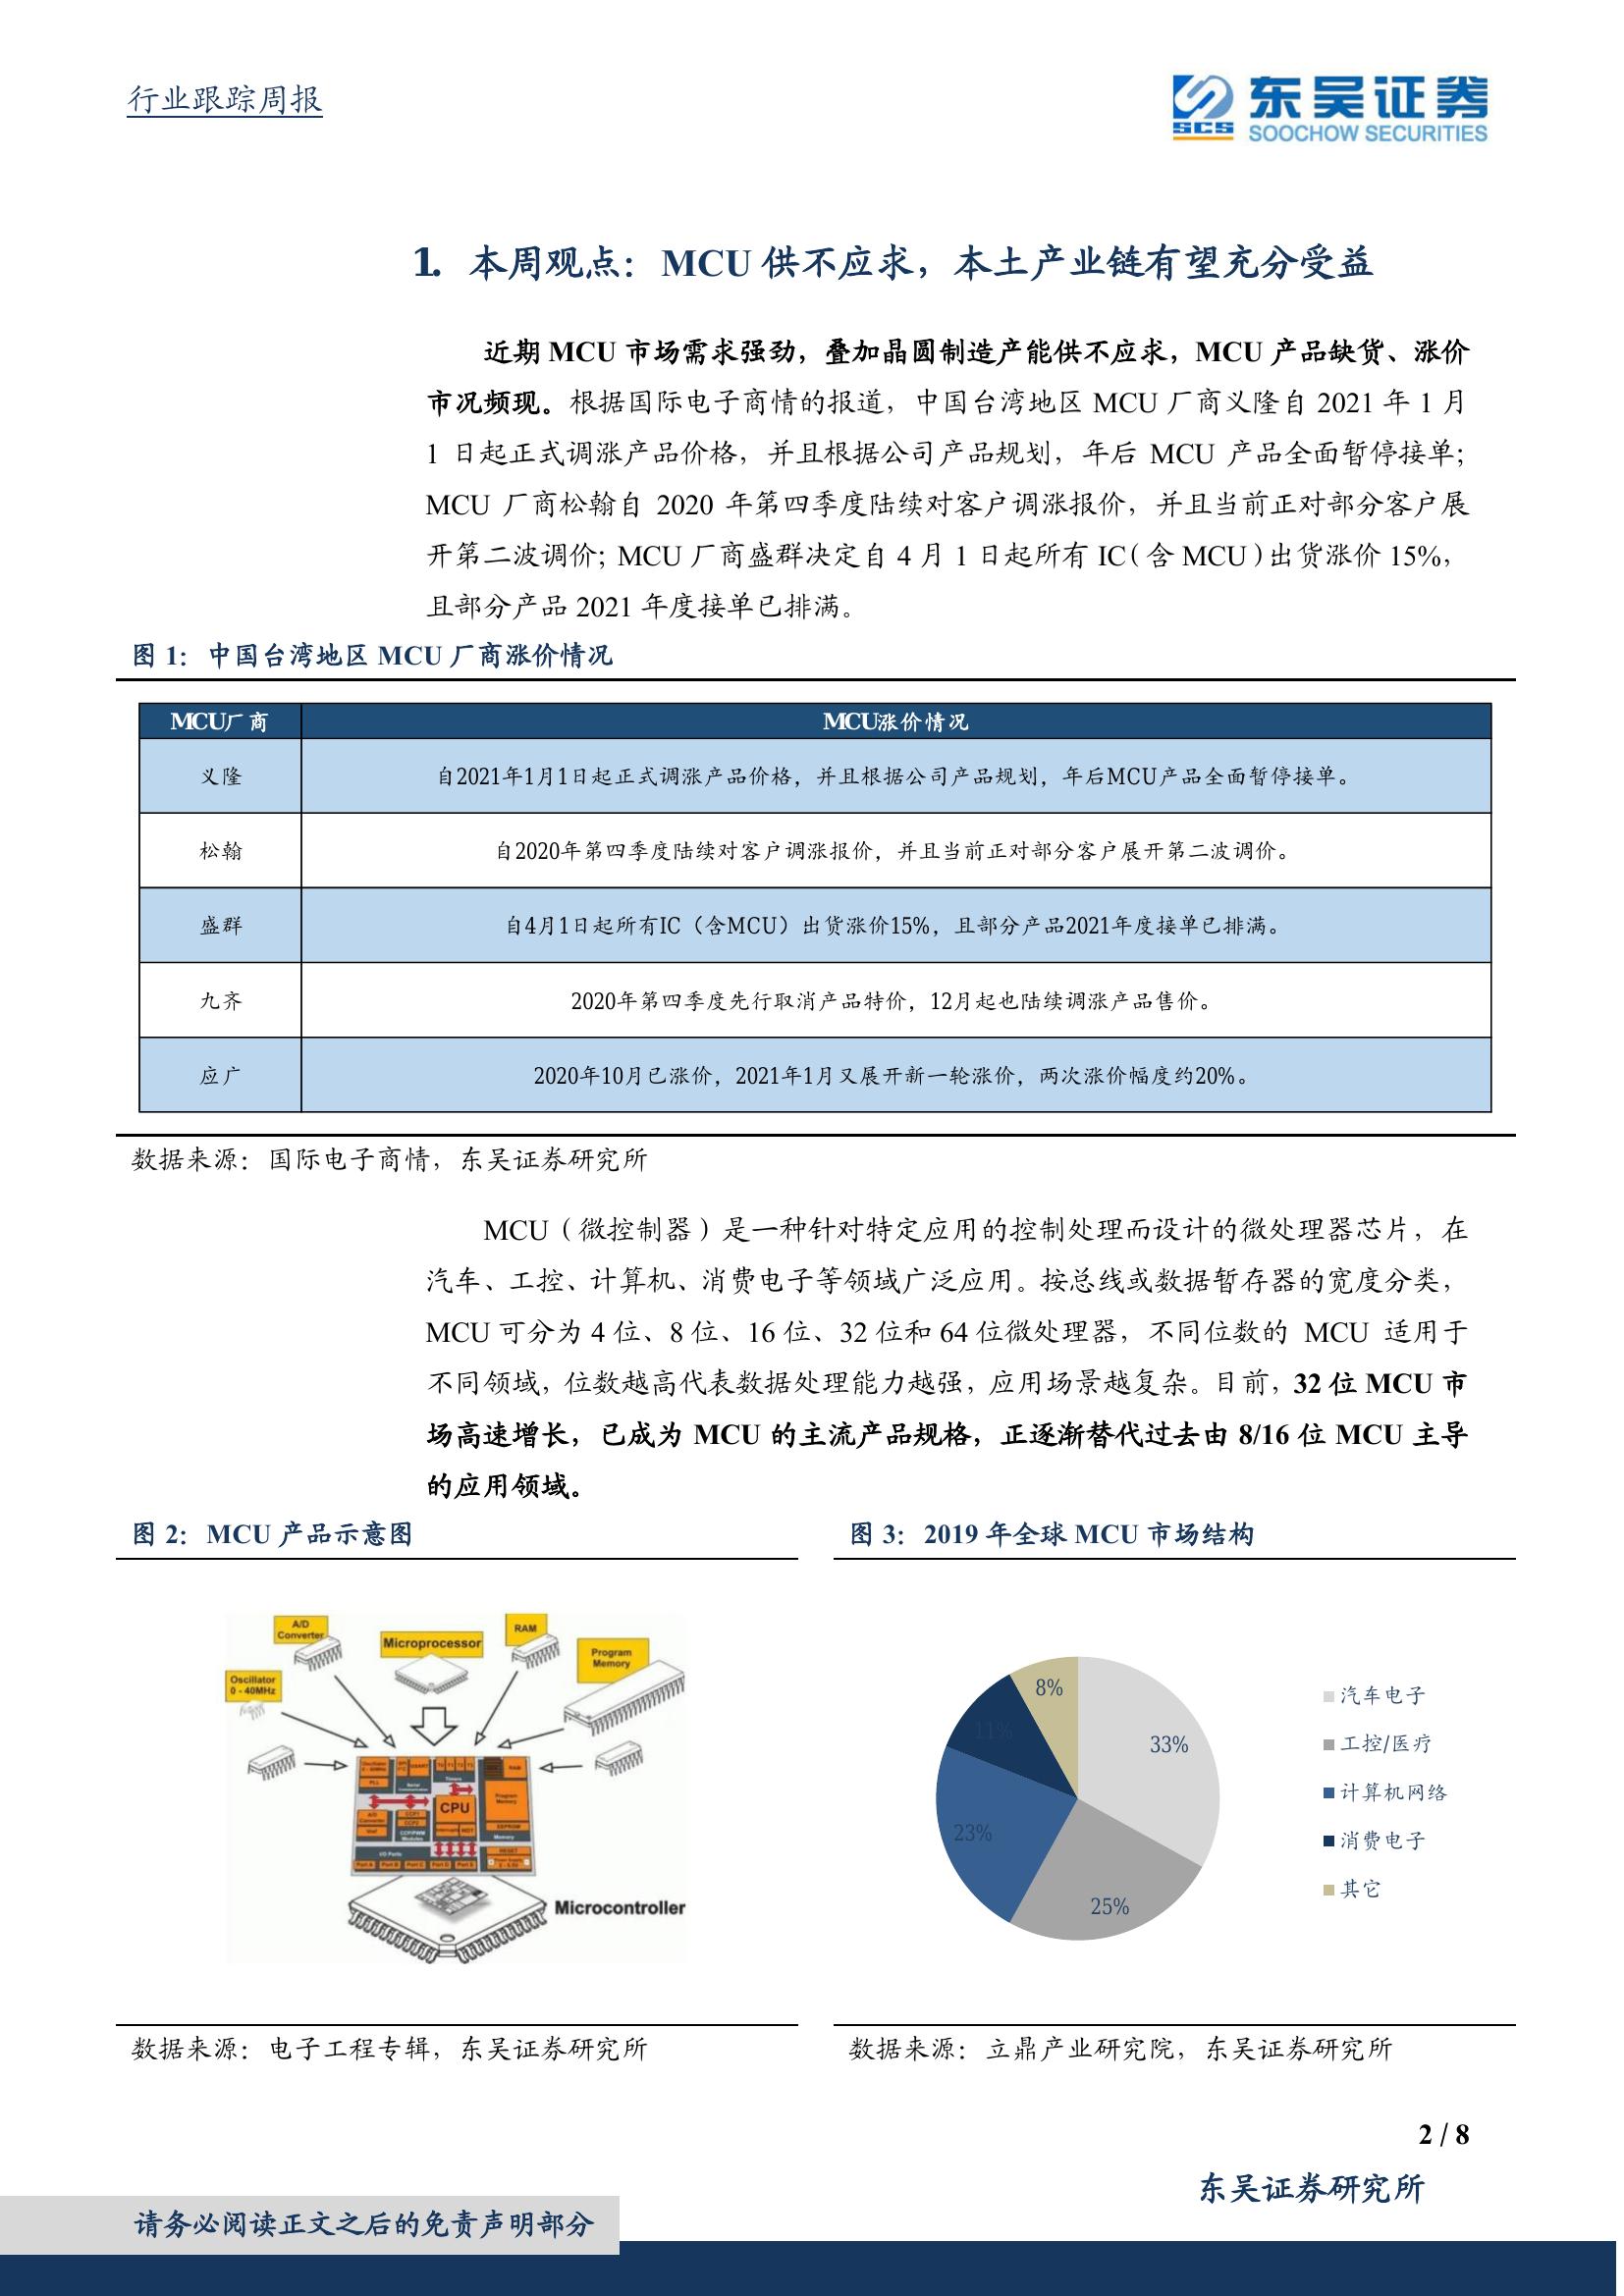 行业跟踪周报
东吴证券
SCS
SOOCHOW SECURITIES
1. 本周观点：MCU 供不应求，本土产业链有望充分受益
近期 MCU 市场需求强劲，叠加晶圆制造产能供不应求，MCU 产品缺货、涨价
市况频现。根据国际电子商情的报道，中国台湾地区 MCU 厂商义隆自 2021 年 1 月
1 日起正式调涨产品价格，并且根据公司产品规划，年后 MCU 产品全面暂停接单；
MCU 厂商松翰自 2020 年第四季度陆续对客户调涨报价，并且当前正对部分客户展
开第二波调价；MCU 厂商盛群决定自 4 月 1 日起所有 IC（含 MCU）出货涨价 15%，
且部分产品 2021 年度接单已排满。
图 1：中国台湾地区 MCU 厂商涨价情况
MCU厂商 MCU涨价情况
义隆 自2021年1月1日起正式调涨产品价格，并且根据公司产品规划，年后MCU产品全面暂停接单。
松翰 自2020年第四季度陆续对客户调涨报价，并且当前正对部分客户展开第二波调价。
盛群 自4月1日起所有IC（含MCU）出货涨价15%，且部分产品2021年度接单已排满。
九齐 2020年第四季度先行取消产品特价，12月起也陆续调涨产品售价。
应广 2020年10月已涨价，2021年1月又展开新一轮涨价，两次涨价幅度约20%。
数据来源：国际电子商情，东吴证券研究所
MCU（微控制器）是一种针对特定应用的控制处理而设计的微处理器芯片，在
汽车、工控、计算机、消费电子等领域广泛应用。按总线或数据暂存器的宽度分类，
MCU 可分为 4 位、8 位、16 位、32 位和 64 位微处理器，不同位数的 MCU 适用于
不同领域，位数越高代表数据处理能力越强，应用场景越复杂。目前，32 位 MCU 市
场高速增长，已成为 MCU 的主流产品规格，正逐渐替代过去由 8/16 位 MCU 主导
的应用领域。
图 2：MCU 产品示意图
A/D
Converter
Microprocessor
RAM
Program
Memory
Oscillator
0 - 40MHz
CPU
Microcontroller
数据来源：电子工程专辑，东吴证券研究所
图 3：2019 年全球 MCU 市场结构
8%
33%
11%
23%
25%
汽车电子
工控/医疗
计算机网络
消费电子
其它
数据来源：立鼎产业研究院，东吴证券研究所
2 / 8
东吴证券研究所
请务必阅读正文之后的免责声明部分